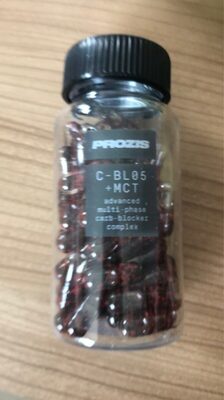 PROZIS
C-BL05
+MCT
advanced
multi-phase
carb-blocker
complex